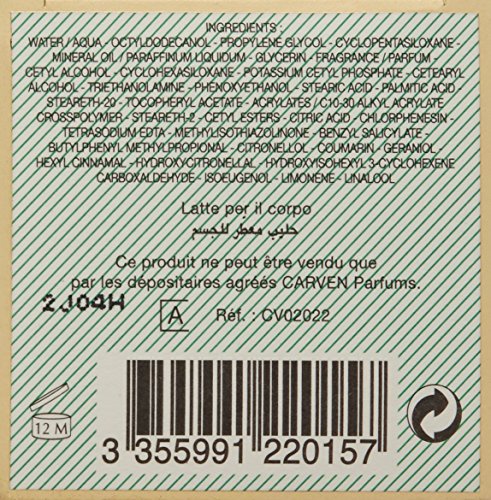 INGREDIENTS :
WATER / AQUA - OCTYLDODECANOL - PROPYLENE GLYCOL - CYCLOPENTASILOXANE -
MINERAL OIL / PARAFFINUM LIQUIDUM - GLYCERIN - FRAGRANCE / PARFUM -
CETYL ALCOHOL - CYCLOHEXASILOXANE - POTASSIUM CETYL PHOSPHATE - CETEARYL
ALCOHOL - TRIETHANOLAMINE - PHENOXYETHANOL - STEARIC ACID - PALMITIC ACID -
STEARETH-20 - TOCOPHERYL ACETATE - ACRYLATES / C10-30 ALKYL ACRYLATE
CROSSPOLYMER - STEARETH-2 - CETYL ESTERS - CITRIC ACID - CHLORPHENESIN -
TETRASODIUM EDTA - METHYLISOTHIAZOLINONE - BENZYL SALICYLATE -
BUTYLPHENYL METHYLPROPIONAL - CITRONELLOL - COUMARIN - GERANIOL -
HEXYL CINNAMAL - HYDROXYCITRONELLAL - HYDROXYISOHEXYL 3-CYCLOHEXENE
CARBOXALDEHYDE - ISOEUGENOL - LIMONENE - LINALOOL
Latte per il corpo
حليب معطر للجسم
Ce produit ne peut être vendu que
par les dépositaires agréés CARVEN Parfums.
2J04H
A Réf. : CV02022
12 M
3 355991 220157